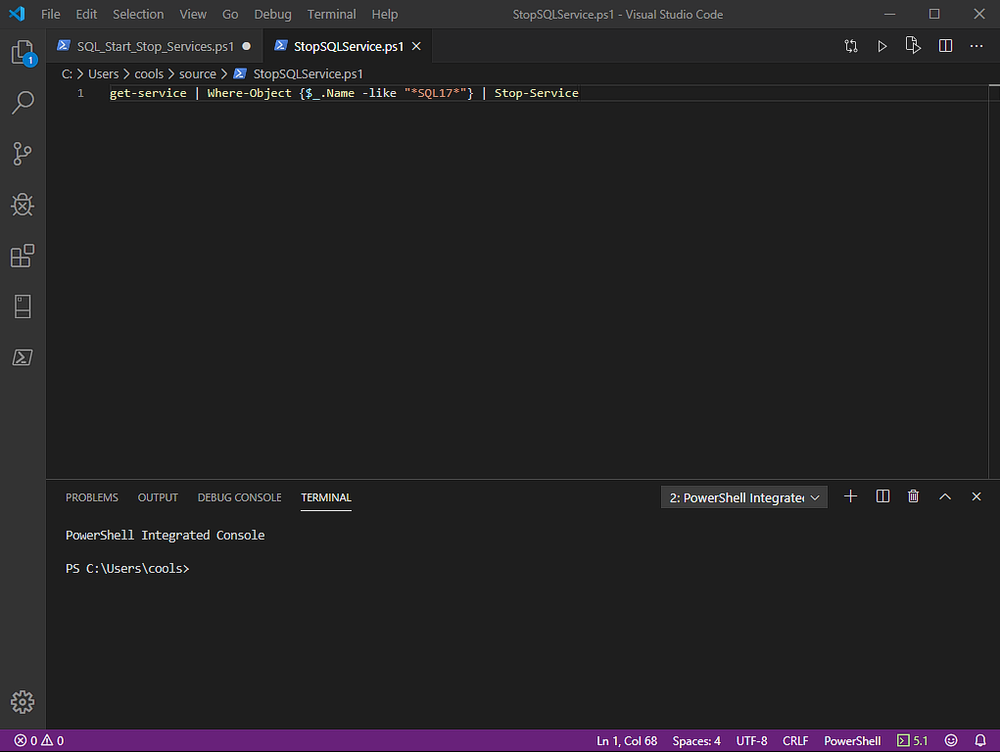 File Edit Selection View Go Debug Terminal Help StopSQLService.ps1 - Visual Studio Code
1 SQL_Start_Stop_Services.ps1 StopSQLService.ps1
C: > Users > cools > source > StopSQLService.ps1
1 get-service | Where-Object {$_.Name -like "*SQL17*"} | Stop-Service
PROBLEMS OUTPUT DEBUG CONSOLE TERMINAL 2: PowerShell Integrated
PowerShell Integrated Console
PS C:\Users\cools>
0 0 Ln 1, Col 68 Spaces: 4 UTF-8 CRLF PowerShell 5.1